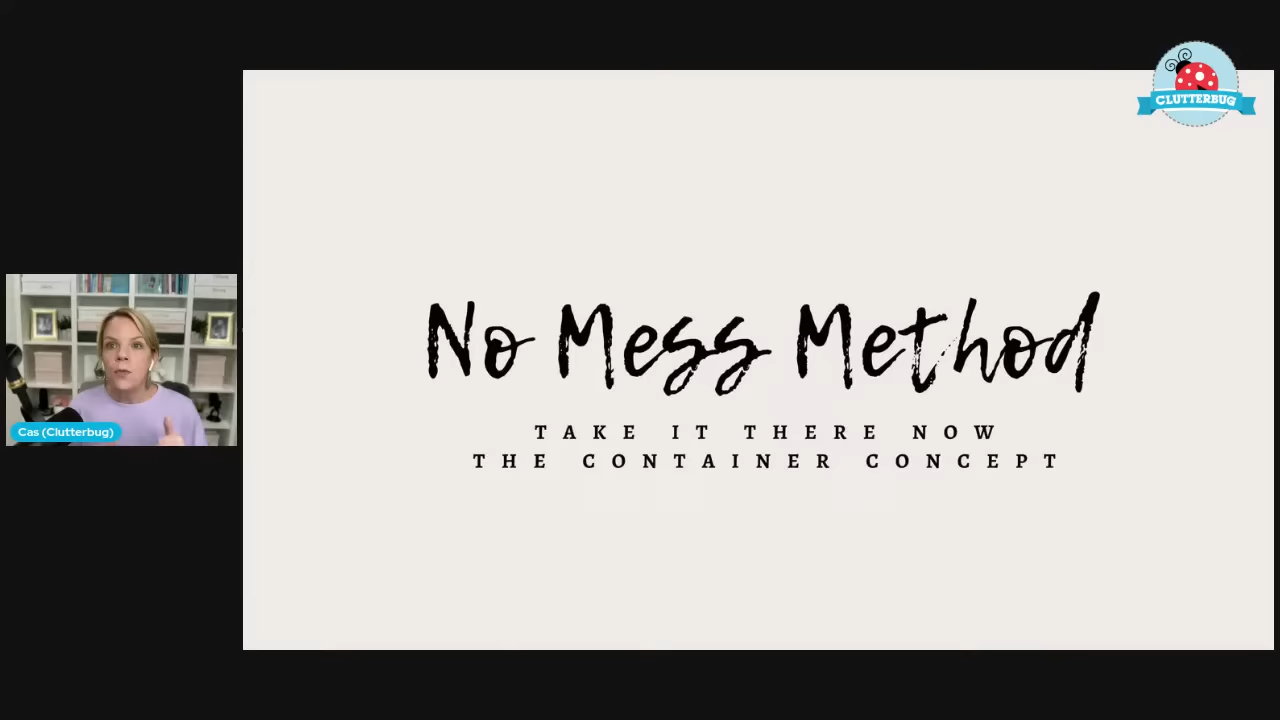 CLUTTERBUG
No Mess Method
TAKE IT THERE NOW
THE CONTAINER CONCEPT
Cas (Clutterbug)